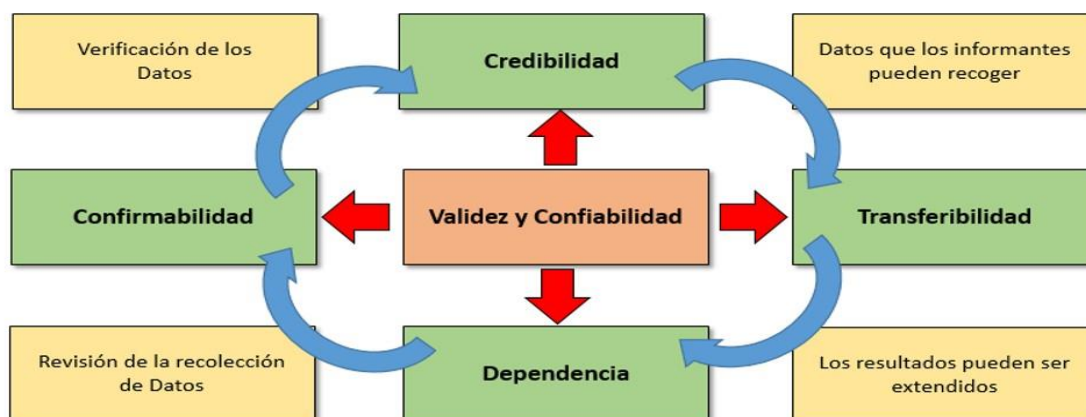 Verificación de los
Datos
Credibilidad
Datos que los informantes
pueden recoger
Confirmabilidad
Validez y Confiabilidad
Transferibilidad
Revisión de la recolección
de Datos
Dependencia
Los resultados pueden ser
extendidos